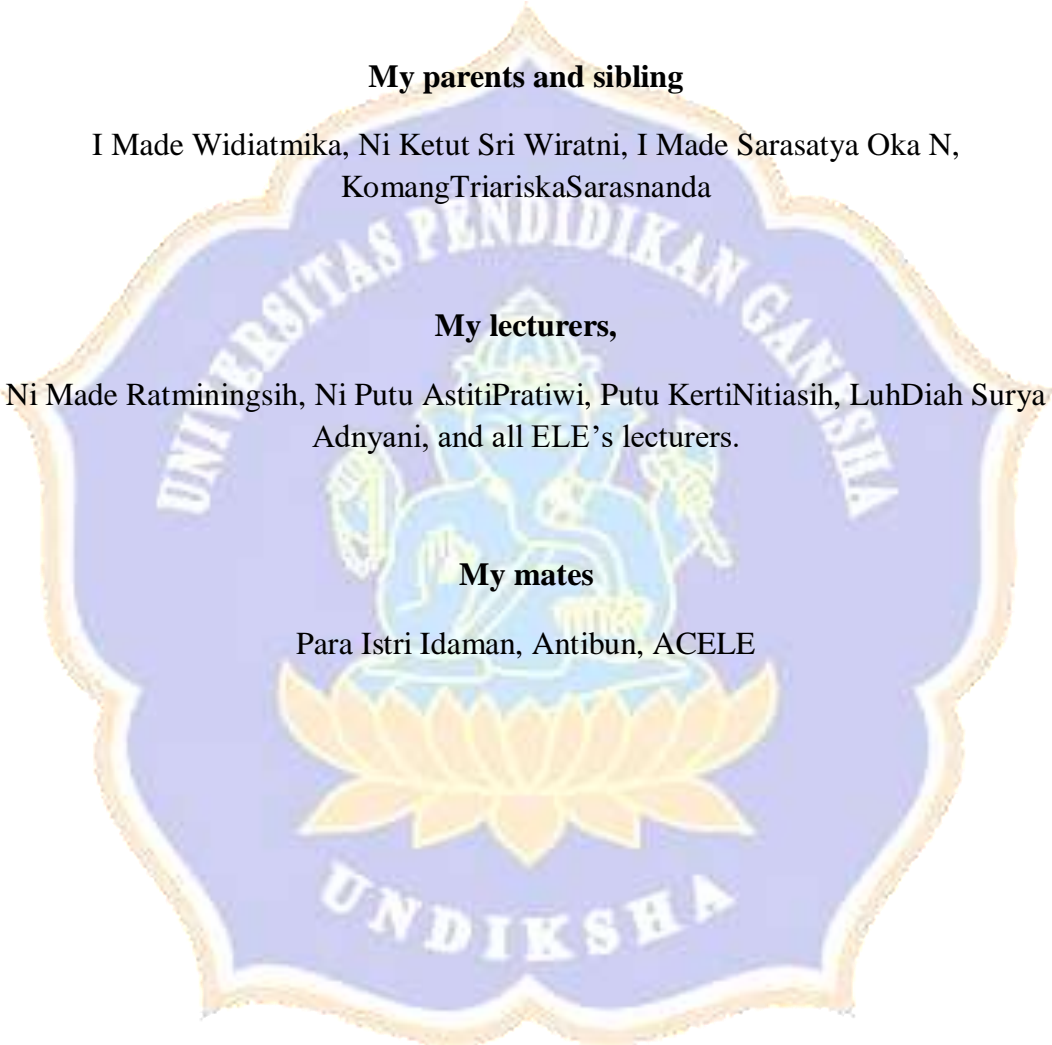 My parents and sibling
I Made Widiatmika, Ni Ketut Sri Wiratni, I Made Sarasatya Oka N,
KomangTriariskaSarasnanda
UNIVERSITAS PENDIDIKAN GANESHA
My lecturers,
Ni Made Ratminingsih, Ni Putu AstitiPratiwi, Putu KertiNitiasih, LuhDiah Surya
Adnyani, and all ELE’s lecturers.
My mates
Para Istri Idaman, Antibun, ACELE
UNDIKSHA